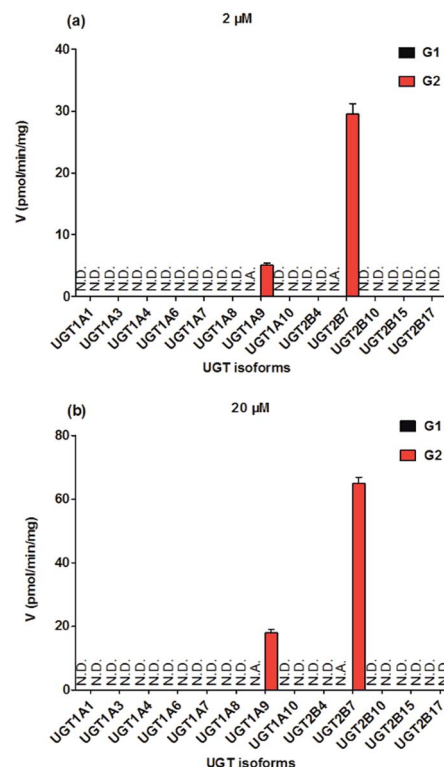 (a)
2 µM
G1
G2
V (pmol/min/mg)
40
30
20
10
0
N.D. N.D. N.D. N.D. N.D. N.D. N.D. N.D. N.D. N.D. N.D. N.D. N.A. N.D. N.D. N.D. N.D. N.A. N.D. N.D. N.D. N.D. N.D. N.D.
UGT1A1 UGT1A3 UGT1A4 UGT1A6 UGT1A7 UGT1A8 UGT1A9 UGT1A10 UGT2B4 UGT2B7 UGT2B10 UGT2B15 UGT2B17
UGT isoforms
(b)
20 µM
G1
G2
V (pmol/min/mg)
80
60
40
20
0
N.D. N.D. N.D. N.D. N.D. N.D. N.D. N.D. N.D. N.D. N.D. N.D. N.A. N.D. N.D. N.D. N.D. N.A. N.D. N.D. N.D. N.D. N.D. N.D.
UGT1A1 UGT1A3 UGT1A4 UGT1A6 UGT1A7 UGT1A8 UGT1A9 UGT1A10 UGT2B4 UGT2B7 UGT2B10 UGT2B15 UGT2B17
UGT isoforms